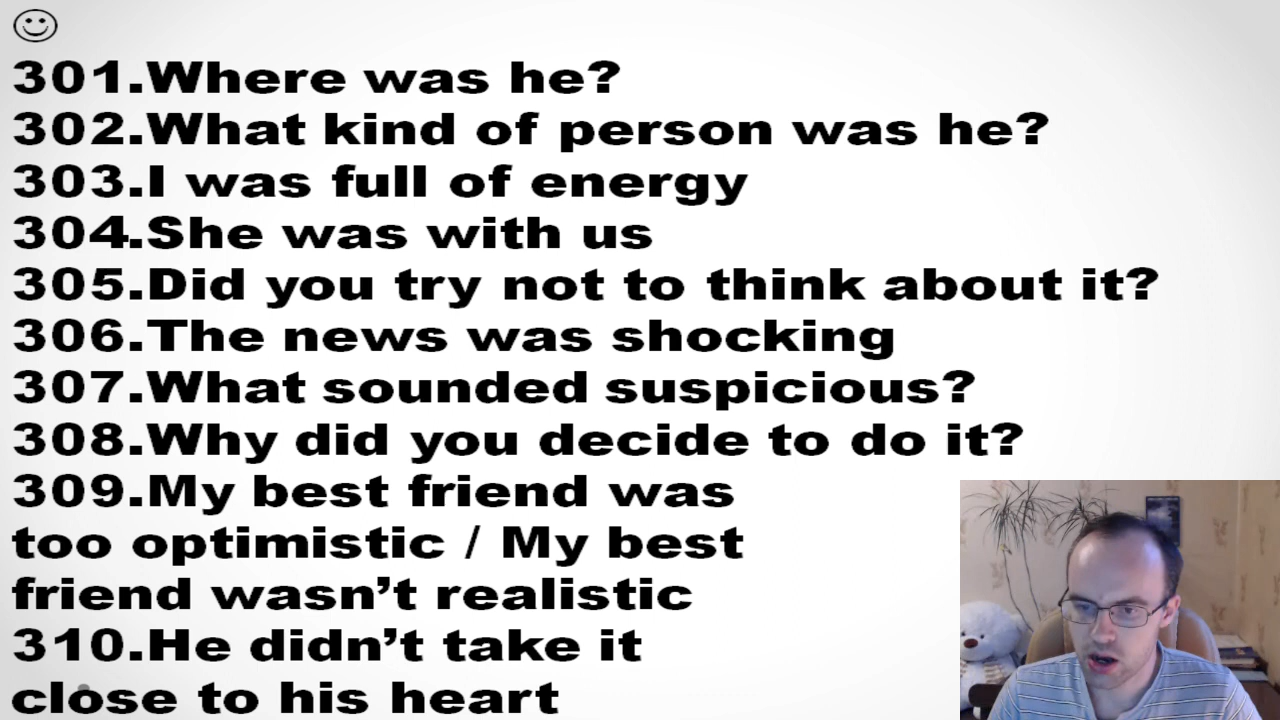 301.Where was he?
302.What kind of person was he?
303.I was full of energy
304.She was with us
305.Did you try not to think about it?
306.The news was shocking
307.What sounded suspicious?
308.Why did you decide to do it?
309.My best friend was
too optimistic / My best
friend wasn’t realistic
310.He didn’t take it
close to his heart